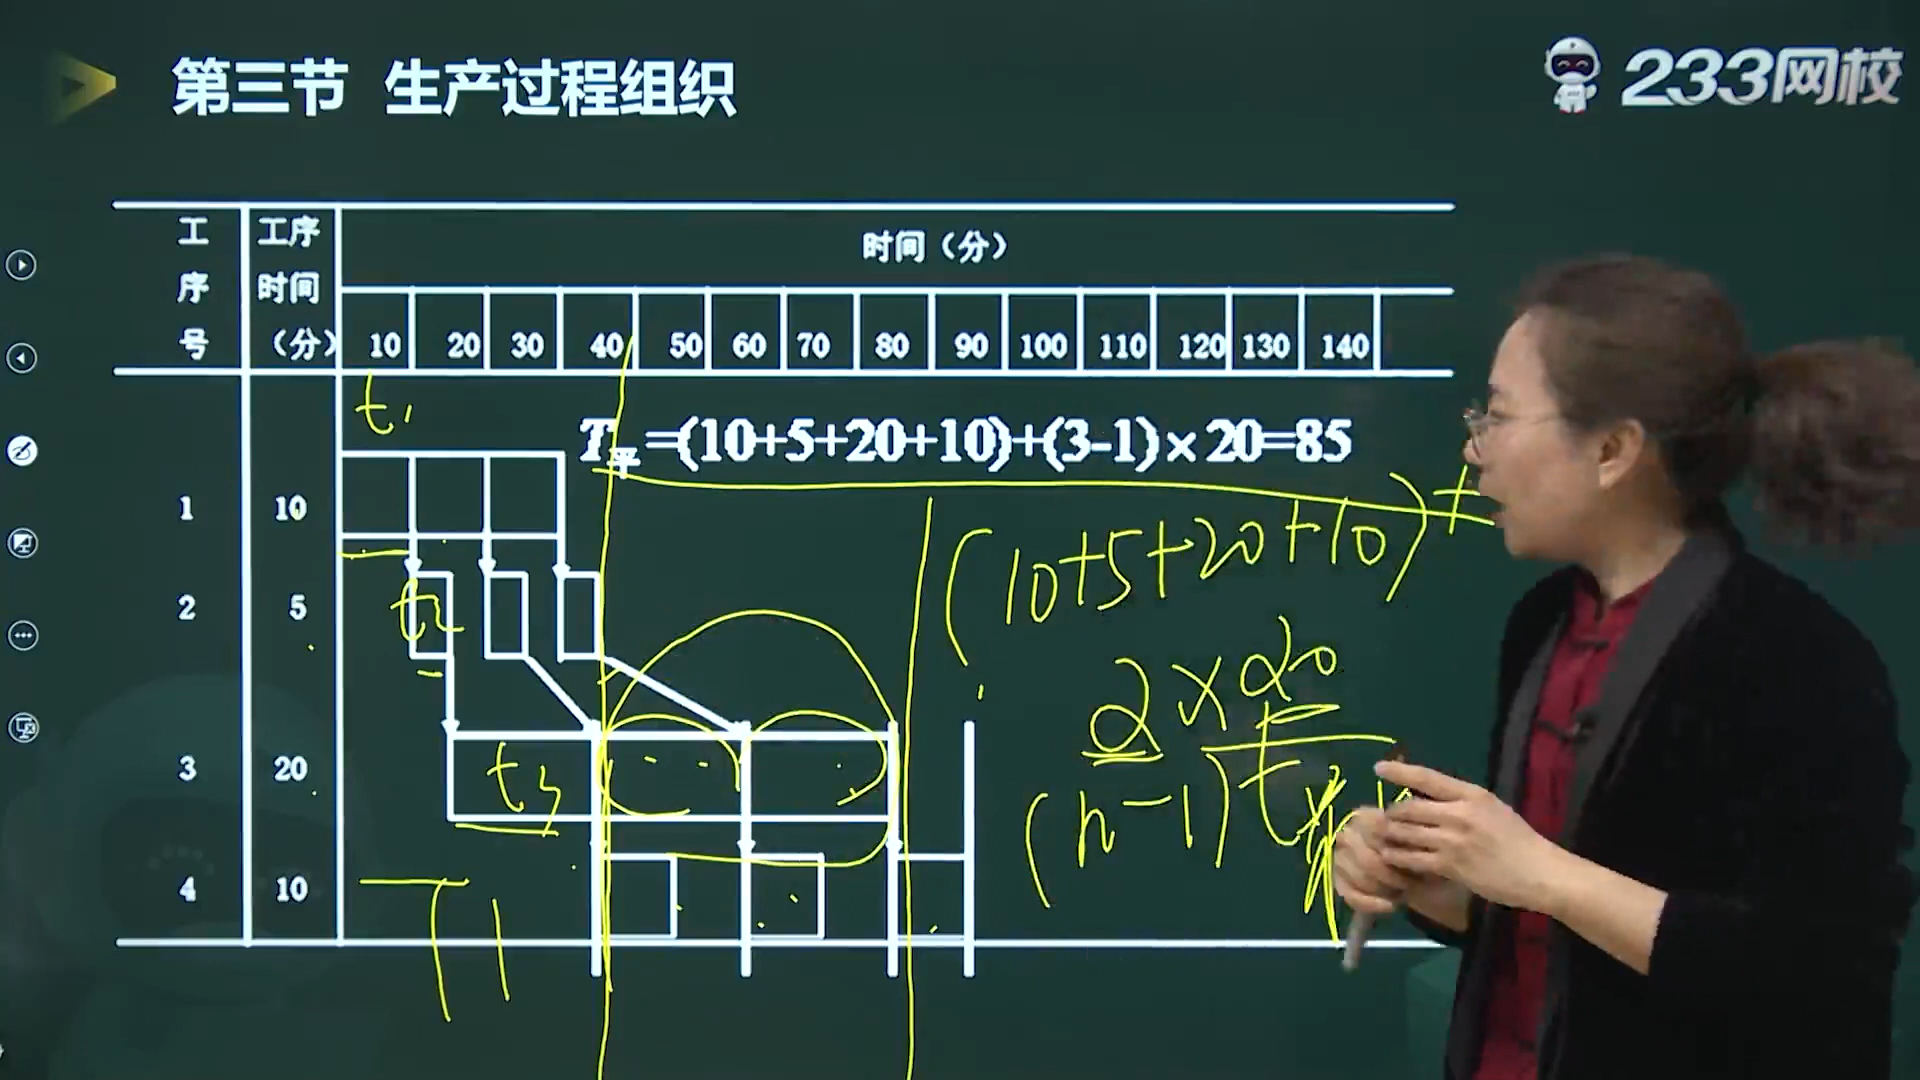 第三节 生产过程组织
233网校
工序号 工序时间（分） 时间（分）
10 20 30 40 50 60 70 80 90 100 110 120 130 140
t1
T平=(10+5+20+10)+(3-1)×20=85
1 10
(10+5+20+10)+
2 5
t2
2×20
3 20
t3
(n-1)t
4 10
T1